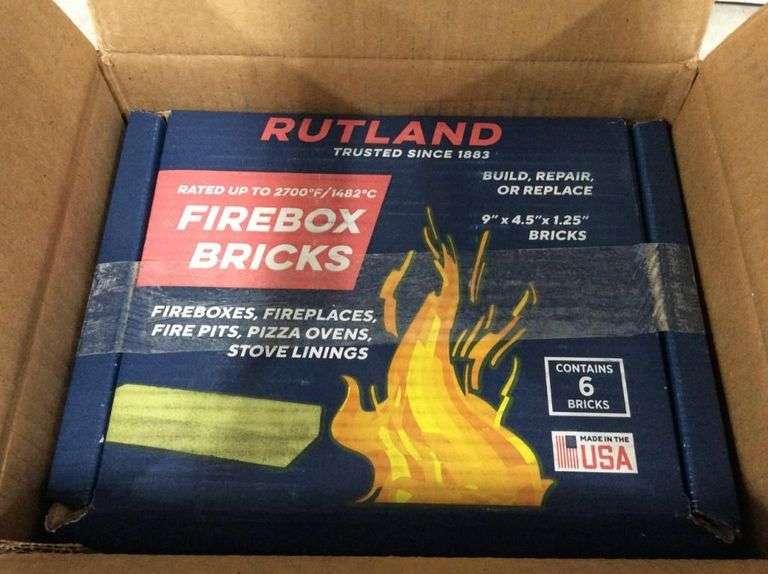 RUTLAND
TRUSTED SINCE 1883
RATED UP TO 2700°F/1482°C
FIREBOX
BRICKS
BUILD, REPAIR,
OR REPLACE
9" x 4.5" x 1.25"
BRICKS
FIREBOXES, FIREPLACES,
FIRE PITS, PIZZA OVENS,
STOVE LININGS
CONTAINS
6
BRICKS
MADE IN THE
USA